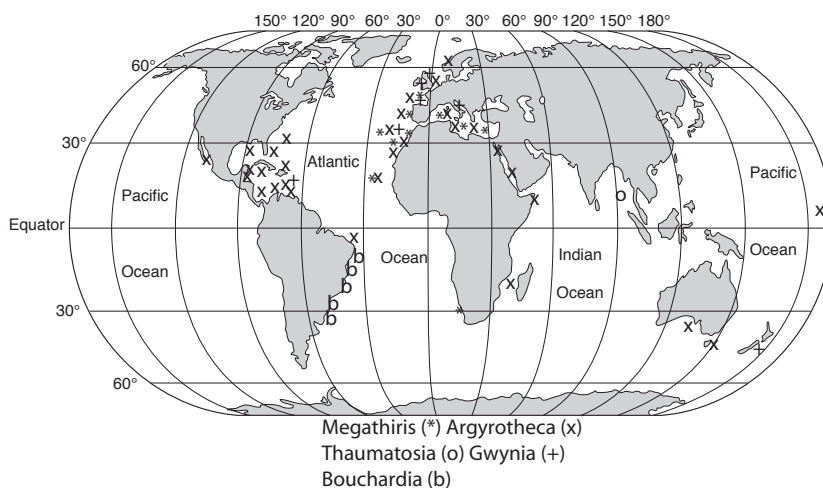 150° 120° 90° 60° 30° 0° 30° 60° 90° 120° 150° 180°
60°
30°
Atlantic
Pacific
Pacific
Equator
Ocean
Indian
Ocean
Ocean
Ocean
30°
60°
Megathiris (*) Argyrotheca (x)
Thaumatosia (o) Gwynia (+)
Bouchardia (b)